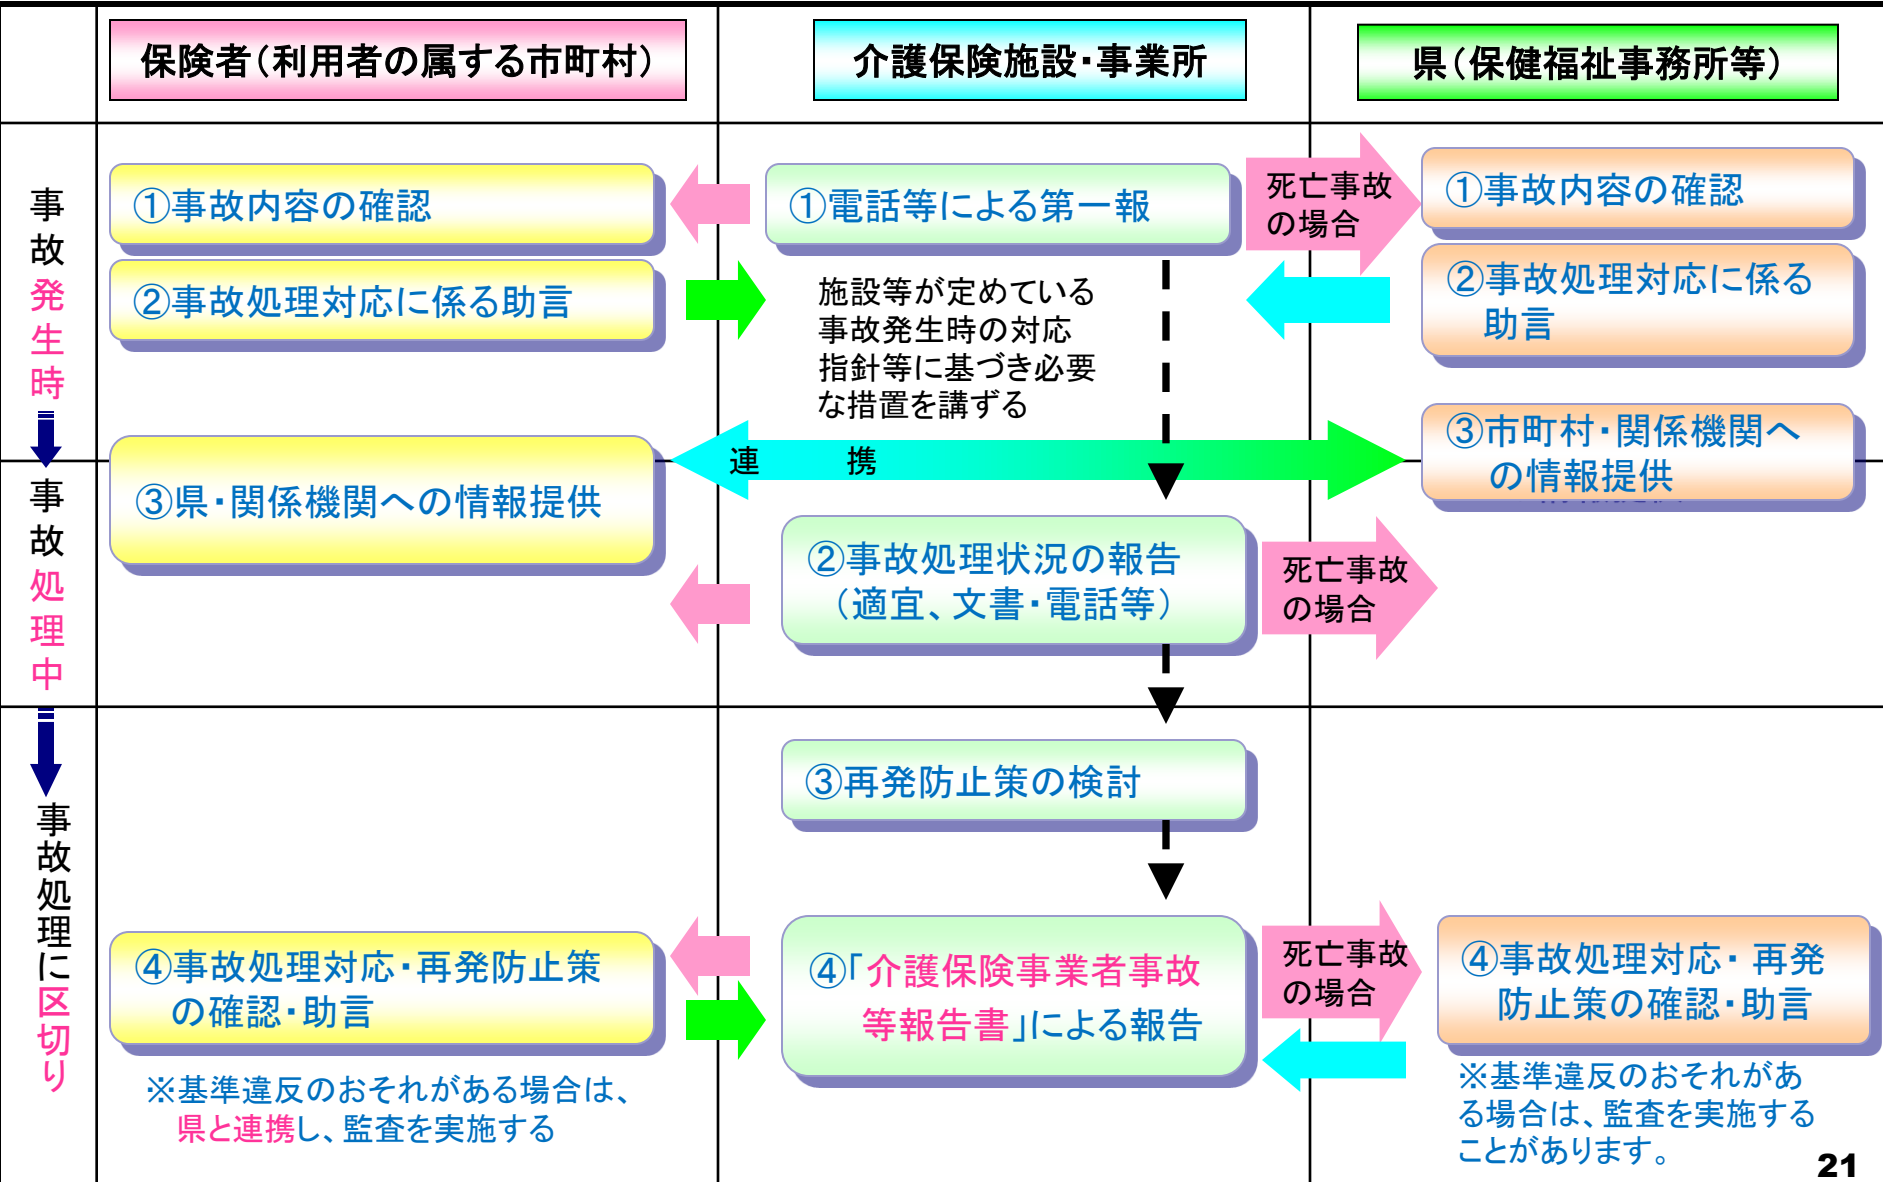 保険者（利用者の属する市町村）
介護保険施設・事業所
県（保健福祉事務所等）
事故発生時
①事故内容の確認
②事故処理対応に係る助言
①電話等による第一報
施設等が定めている
事故発生時の対応
指針等に基づき必要
な措置を講ずる
死亡事故
の場合
①事故内容の確認
②事故処理対応に係る
助言
③市町村・関係機関へ
の情報提供
連　携
事故処理中
③県・関係機関への情報提供
②事故処理状況の報告
（適宜、文書・電話等）
死亡事故
の場合
事故処理に区切り
③再発防止策の検討
④事故処理対応・再発防止策
の確認・助言
※基準違反のおそれがある場合は、
県と連携し、監査を実施する
④「介護保険事業者事故
等報告書」による報告
死亡事故
の場合
④事故処理対応・再発
防止策の確認・助言
※基準違反のおそれがあ
る場合は、監査を実施する
ことがあります。
21